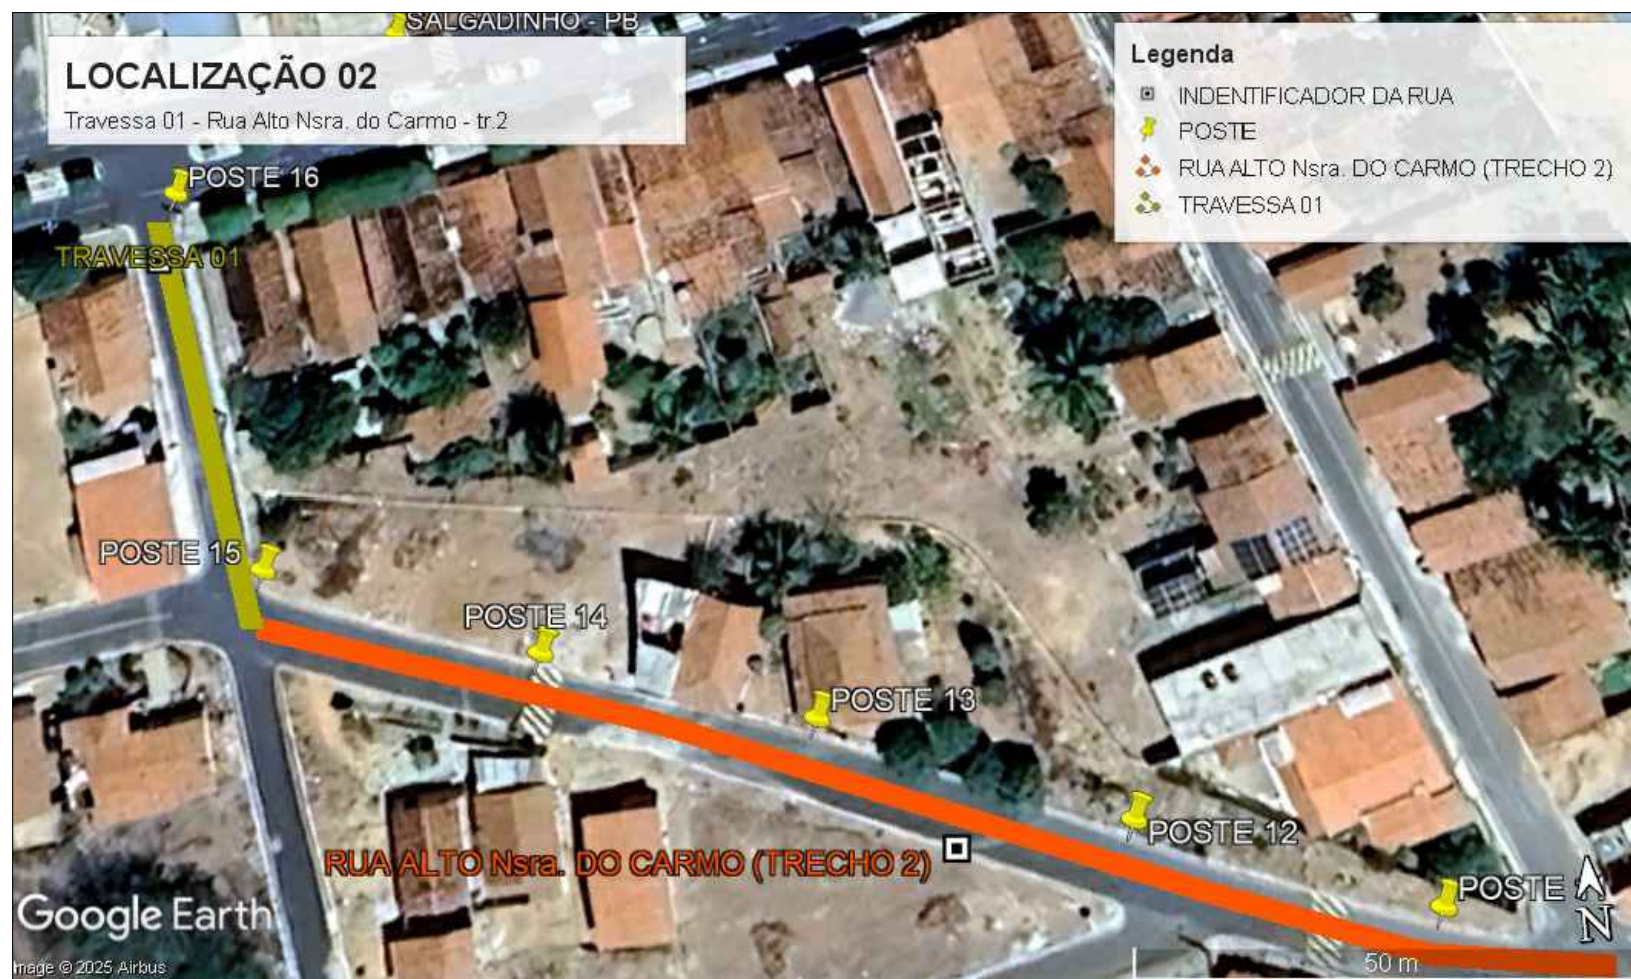 SALGADINHO - PB
LOCALIZAÇÃO 02
Travessa 01 - Rua Alto Nsra. do Carmo - tr.2
Legenda
INDENTIFICADOR DA RUA
POSTE
RUA ALTO Nsra. DO CARMO (TRECHO 2)
TRAVESSA 01
POSTE 16
TRAVESSA 01
POSTE 15
POSTE 14
POSTE 13
POSTE 12
RUA ALTO Nsra. DO CARMO (TRECHO 2)
POSTE
N
Google Earth
50 m
Image © 2025 Airbus